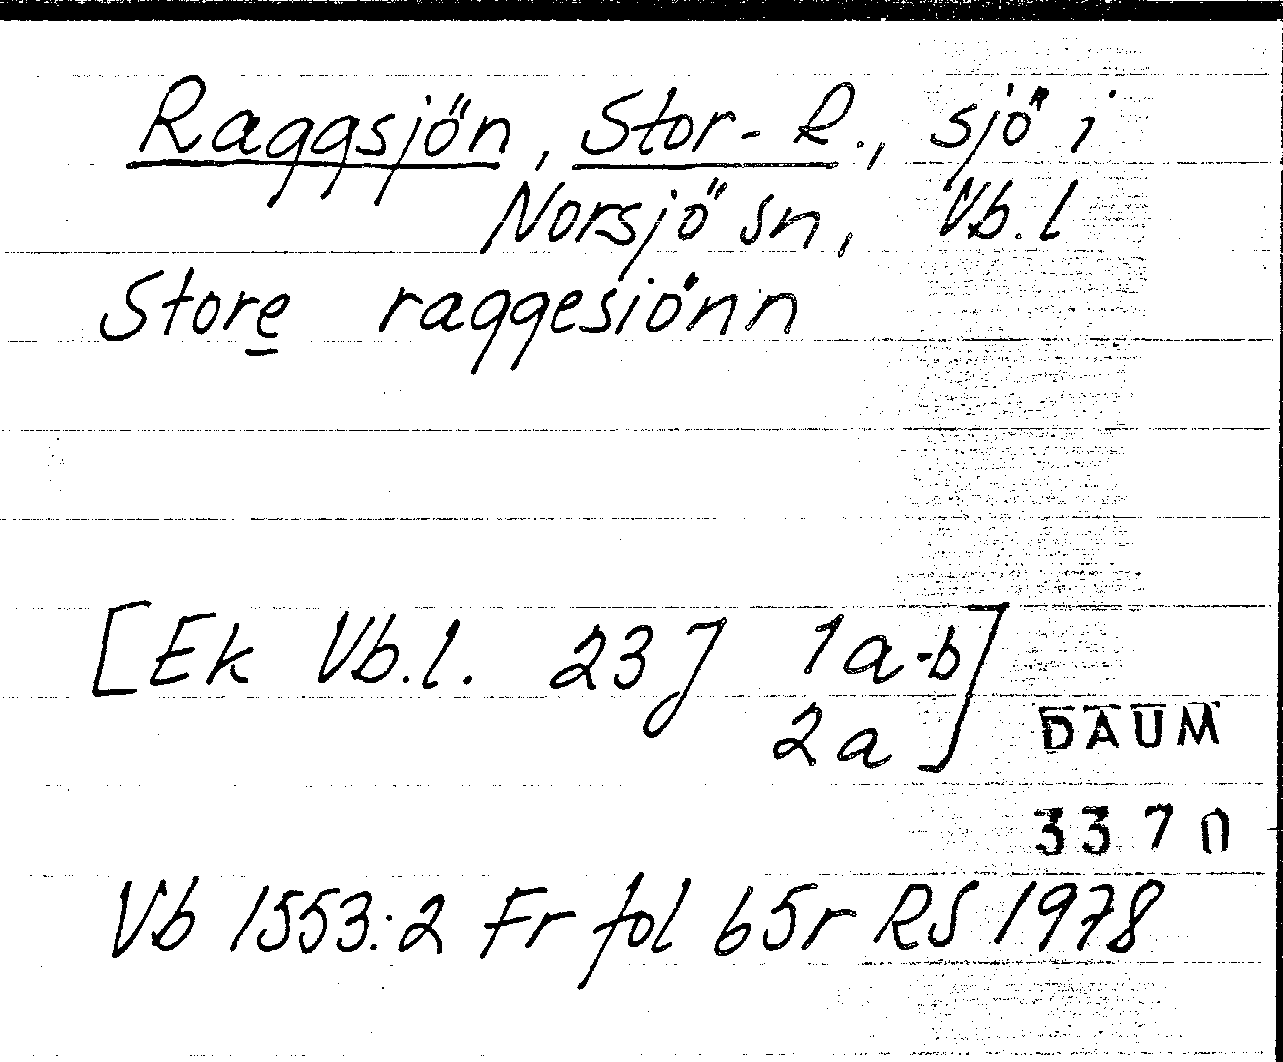 Raggsjön, Stor-R., sjö i
Norsjö sn, Vb.l
Store raggesiönn
[Ek Vb.l. 23J 1a-b
2a]
DAUM
3370
Vb 1553:2 Fr fol 65r RS 1978